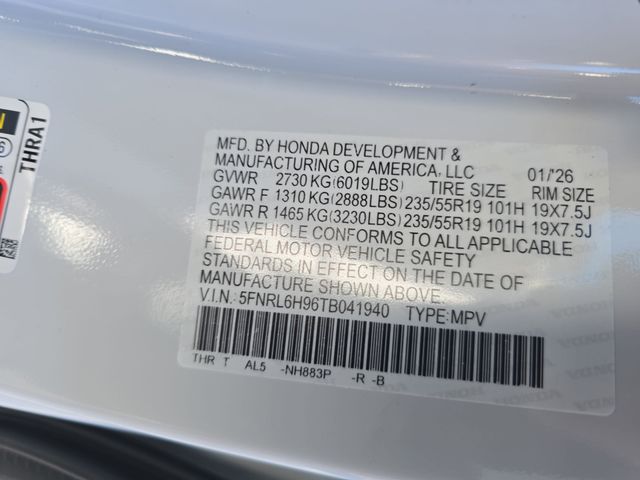 MFD. BY HONDA DEVELOPMENT &
MANUFACTURING OF AMERICA, LLC 01/'26
GVWR 2730 KG(6019LBS) TIRE SIZE RIM SIZE
GAWR F 1310 KG(2888LBS) 235/55R19 101H 19X7.5J
GAWR R 1465 KG(3230LBS) 235/55R19 101H 19X7.5J
THIS VEHICLE CONFORMS TO ALL APPLICABLE
FEDERAL MOTOR VEHICLE SAFETY
STANDARDS IN EFFECT ON THE DATE OF
MANUFACTURE SHOWN ABOVE.
V.I.N.: 5FNRL6H96TB041940 TYPE:MPV
THR T AL5 -NH883P -R -B
THRA1
HONDA